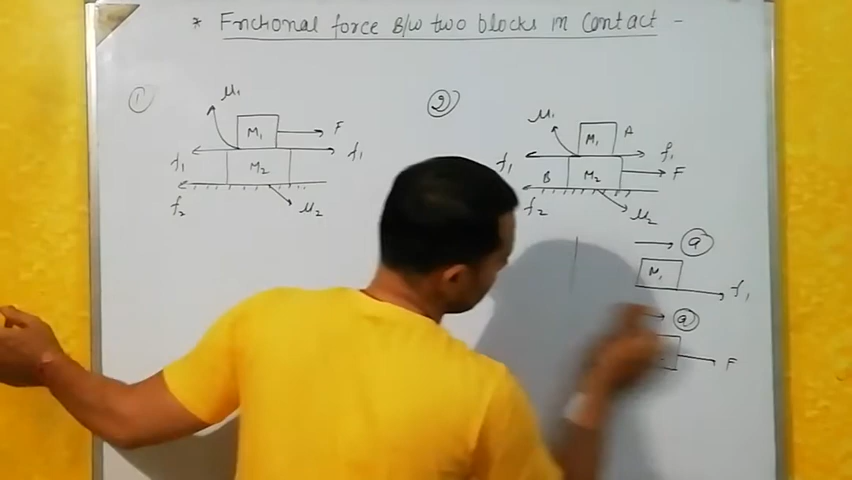 * Frictional force B/w two blocks in Contact -
① μ₁
M₁ F
f₁ f₁
M₂
f₂ μ₂
② μ₁
M₁ A
f₁ f₁
B M₂ F
f₂ μ₂
a
M₁
f₁
a
F